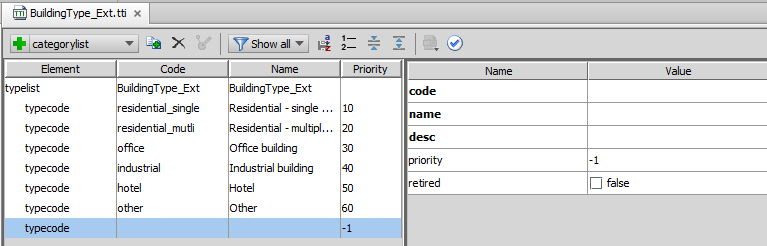 BuildingType_Ext.tti
categorylist Show all
Element Code Name Priority
typelist BuildingType_Ext BuildingType_Ext
typecode residential_single Residential - single ... 10
typecode residential_mutli Residential - multipl... 20
typecode office Office building 30
typecode industrial Industrial building 40
typecode hotel Hotel 50
typecode other Other 60
typecode -1
Name Value
code
name
desc
priority -1
retired false